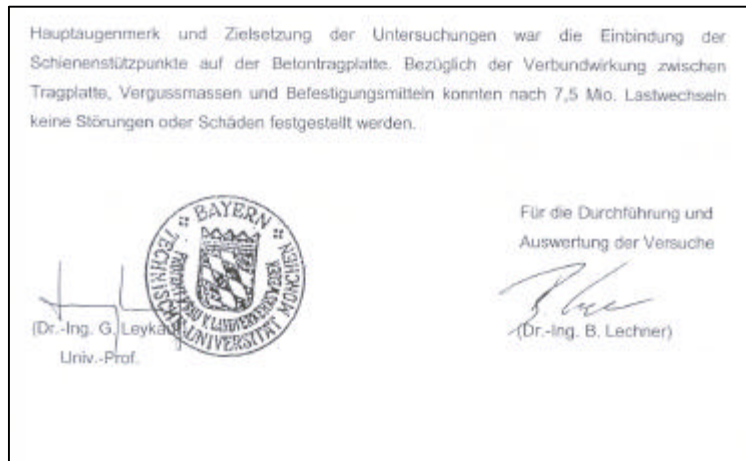 Hauptaugenmerk und Zielsetzung der Untersuchungen war die Einbindung der
Schienenstützpunkte auf der Betontragplatte. Bezüglich der Verbundwirkung zwischen
Tragplatte, Vergussmassen und Befestigungsmitteln konnten nach 7,5 Mio. Lastwechseln
keine Störungen oder Schäden festgestellt werden.
Für die Durchführung und
Auswertung der Versuche
BAYERN
TECHNISCHE UNIVERSITÄT MÜNCHEN
(Dr.-Ing. G. Leykauf)
Univ.-Prof.
(Dr.-Ing. B. Lechner)